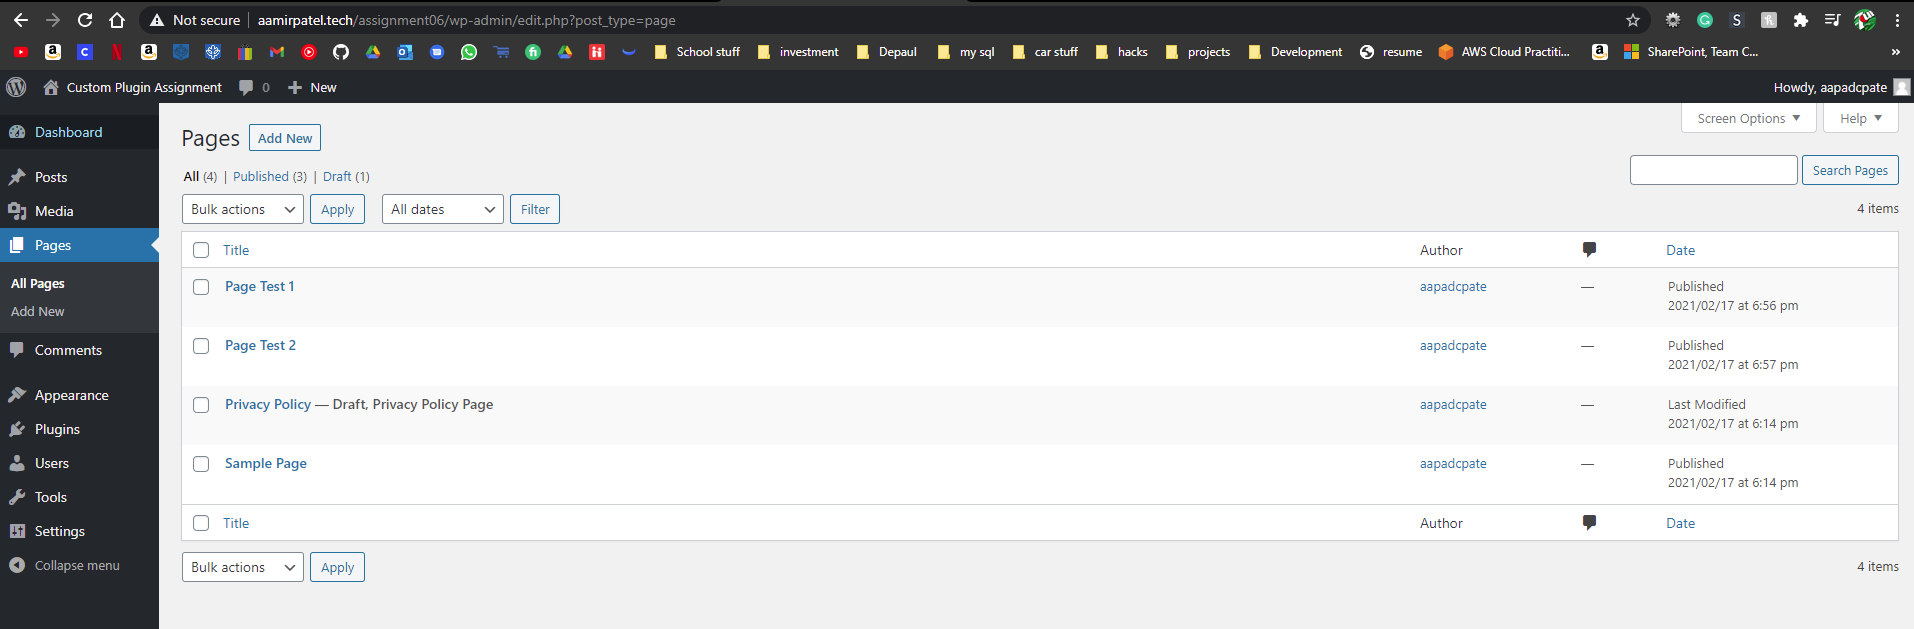 Not secure | aamirpatel.tech/assignment06/wp-admin/edit.php?post_type=page
School stuff investment Depaul my sql car stuff hacks projects Development resume AWS Cloud Practiti... SharePoint, Team C... »
Custom Plugin Assignment 0 + New Howdy, aapadcpate
Dashboard
Posts
Media
Pages
All Pages
Add New
Comments
Appearance
Plugins
Users
Tools
Settings
Collapse menu
Screen Options Help
Pages Add New
All (4) | Published (3) | Draft (1)
Search Pages
Bulk actions Apply All dates Filter 4 items
Title Author Date
Page Test 1 aapadcpate — Published
2021/02/17 at 6:56 pm
Page Test 2 aapadcpate — Published
2021/02/17 at 6:57 pm
Privacy Policy — Draft, Privacy Policy Page aapadcpate — Last Modified
2021/02/17 at 6:14 pm
Sample Page aapadcpate — Published
2021/02/17 at 6:14 pm
Title Author Date
Bulk actions Apply 4 items